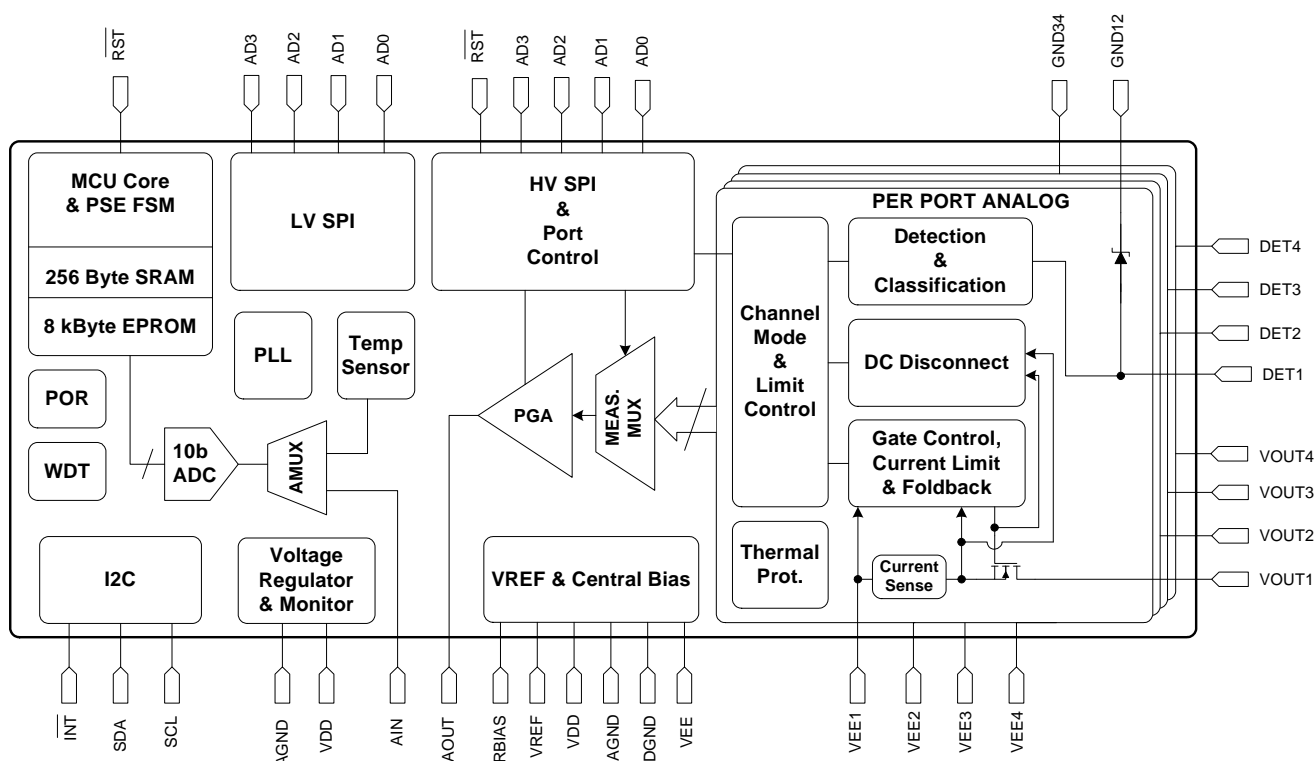 RST
AD3
AD2
AD1
AD0
RST
AD3
AD2
AD1
AD0
GND34
GND12
MCU Core
& PSE FSM
256 Byte SRAM
8 kByte EPROM
LV SPI
HV SPI
&
Port
Control
PER PORT ANALOG
Detection
&
Classification
Channel
Mode
&
Limit
Control
DC Disconnect
Gate Control,
Current Limit
& Foldback
Current
Sense
Thermal
Prot.
DET4
DET3
DET2
DET1
VOUT4
VOUT3
VOUT2
VOUT1
PLL
Temp
Sensor
POR
WDT
10b
ADC
AMUX
PGA
MEAS.
MUX
I2C
Voltage
Regulator
& Monitor
VREF & Central Bias
INT
SDA
SCL
AGND
VDD
AIN
AOUT
RBIAS
VREF
VDD
AGND
DGND
VEE
VEE1
VEE2
VEE3
VEE4